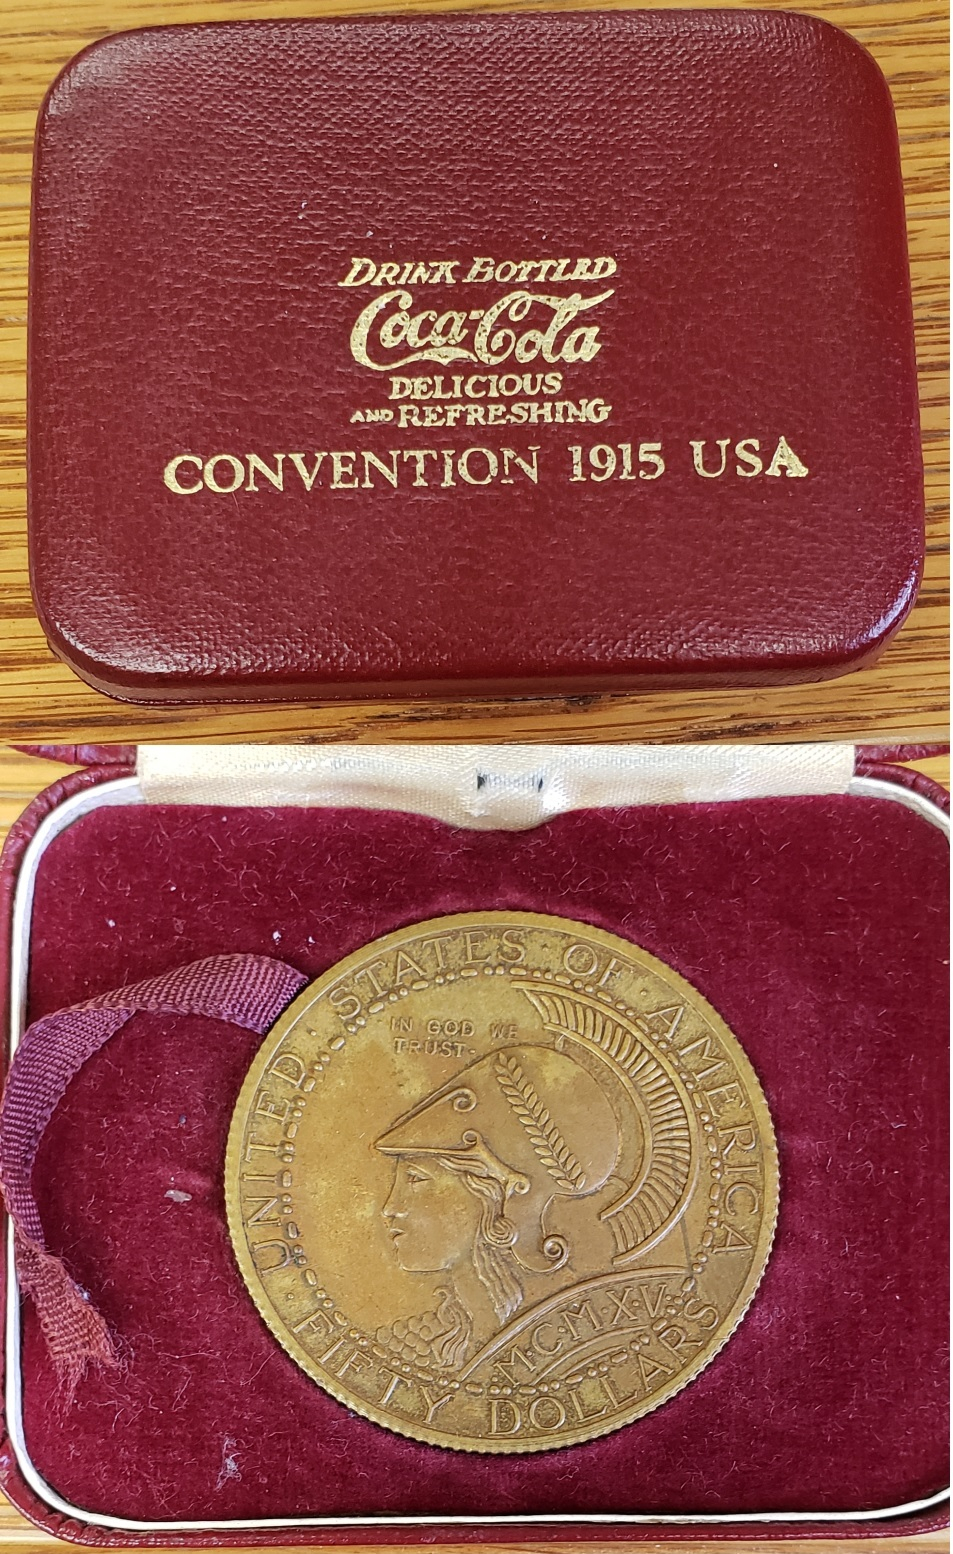 DRINK BOTTLED
Coca-Cola
DELICIOUS
AND REFRESHING
CONVENTION 1915 USA
UNITED · STATES · OF · AMERICA
IN GOD WE
TRUST·
M·C·M·X·V·
· FIFTY DOLLARS ·